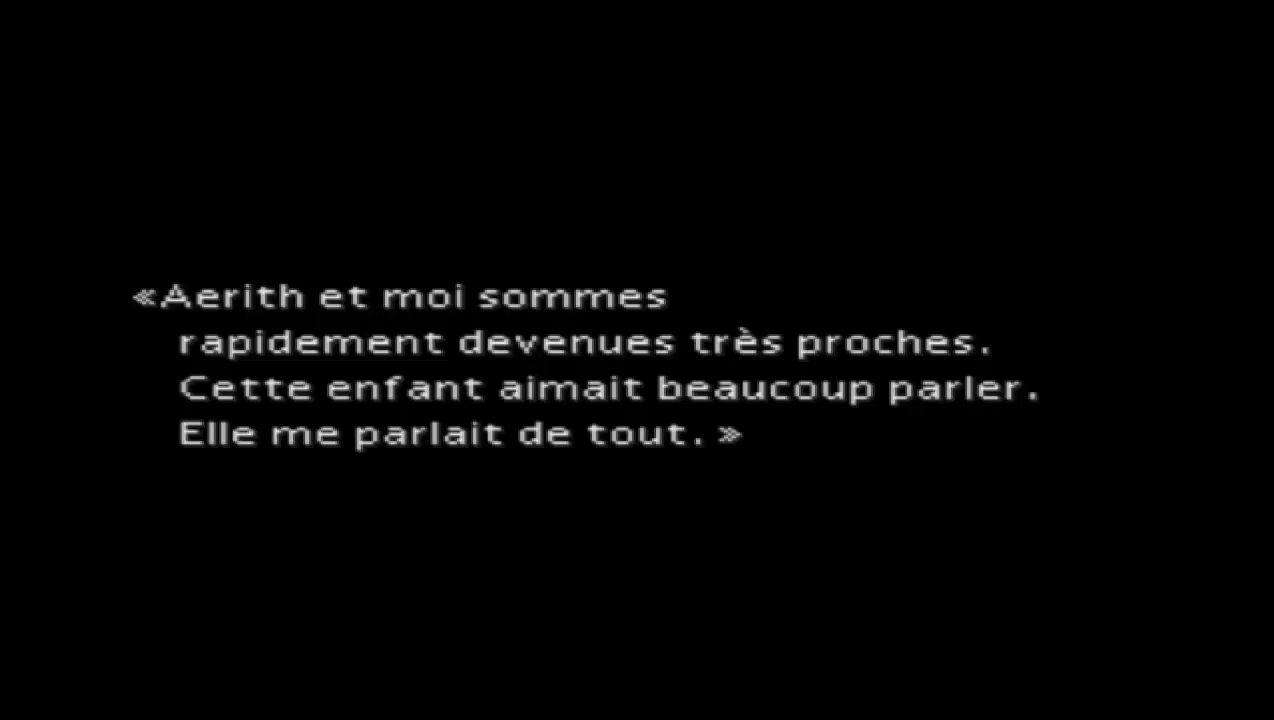 «Aerith et moi sommes
rapidement devenues très proches.
Cette enfant aimait beaucoup parler.
Elle me parlait de tout. »